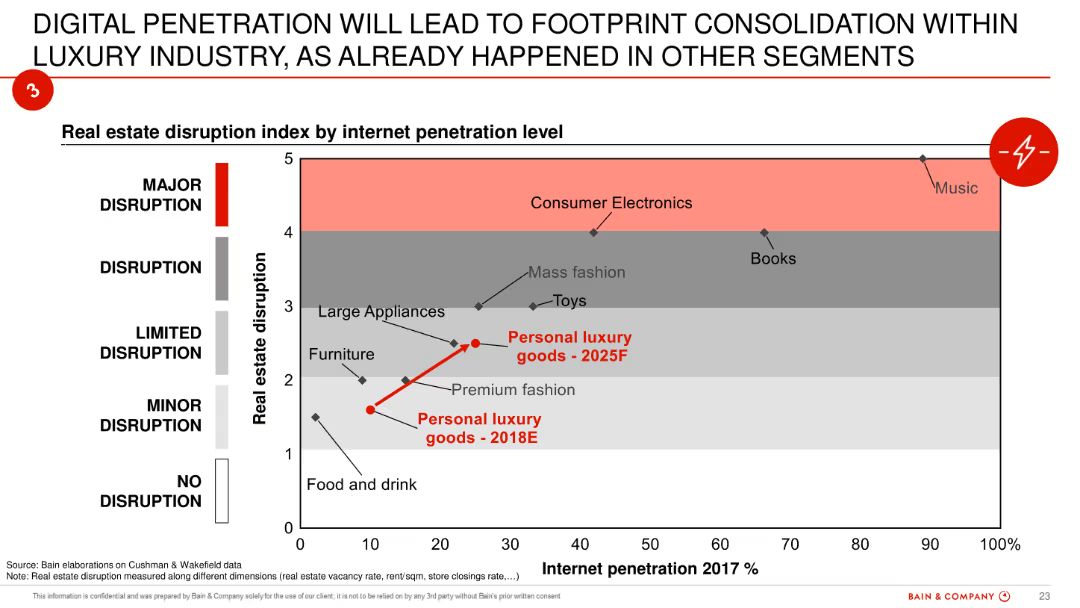 DIGITAL PENETRATION WILL LEAD TO FOOTPRINT CONSOLIDATION WITHIN
LUXURY INDUSTRY, AS ALREADY HAPPENED IN OTHER SEGMENTS
3
Real estate disruption index by internet penetration level
MAJOR
DISRUPTION
DISRUPTION
LIMITED
DISRUPTION
MINOR
DISRUPTION
NO
DISRUPTION
Real estate disruption
5
4
3
2
1
0
Music
Consumer Electronics
Books
Mass fashion
Toys
Large Appliances
Personal luxury
goods - 2025F
Furniture
Premium fashion
Personal luxury
goods - 2018E
Food and drink
0 10 20 30 40 50 60 70 80 90 100%
Internet penetration 2017 %
Source: Bain elaborations on Cushman & Wakefield data
Note: Real estate disruption measured along different dimensions (real estate vacancy rate, rent/sqm, store closings rate,…)
This information is confidential and was prepared by Bain & Company solely for the use of our client; it is not to be relied on by any 3rd party without Bain's prior written consent
BAIN & COMPANY
23